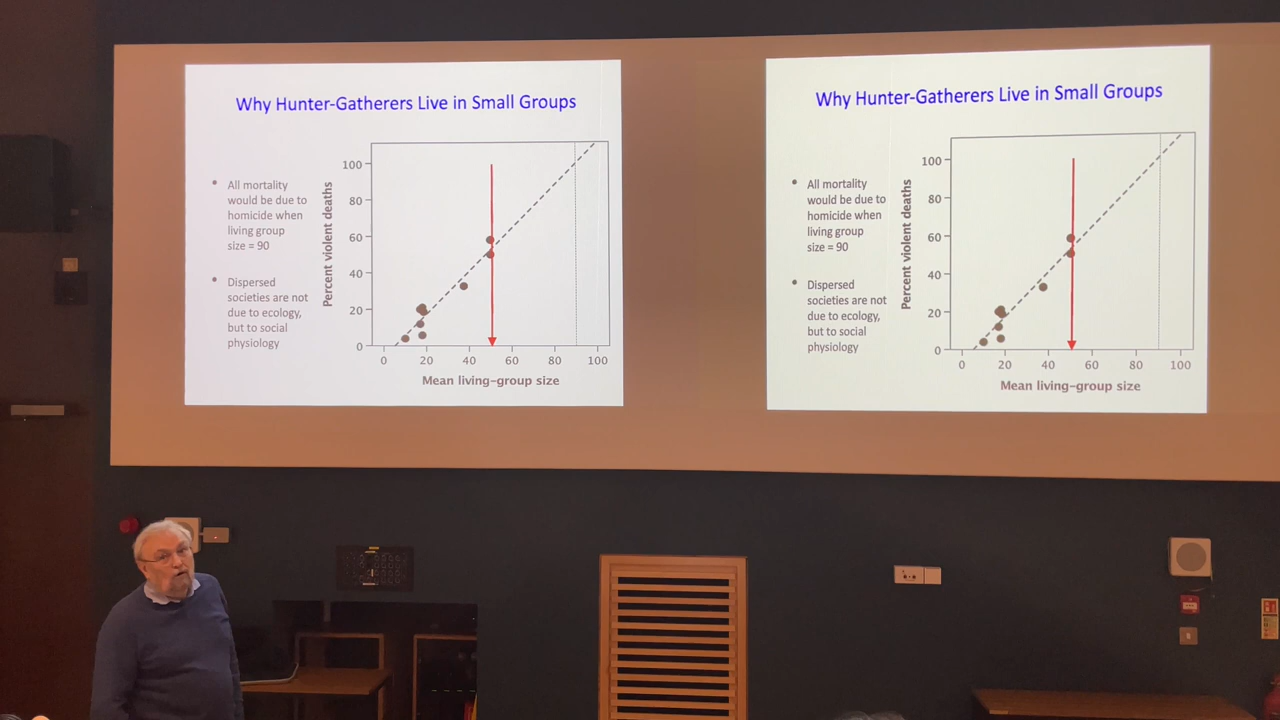 Why Hunter-Gatherers Live in Small Groups
• All mortality
would be due to
homicide when
living group
size = 90
• Dispersed
societies are not
due to ecology,
but to social
physiology
Percent violent deaths
100
80
60
40
20
0
0 20 40 60 80 100
Mean living-group size
Why Hunter-Gatherers Live in Small Groups
• All mortality
would be due to
homicide when
living group
size = 90
• Dispersed
societies are not
due to ecology,
but to social
physiology
Percent violent deaths
100
80
60
40
20
0
0 20 40 60 80 100
Mean living-group size